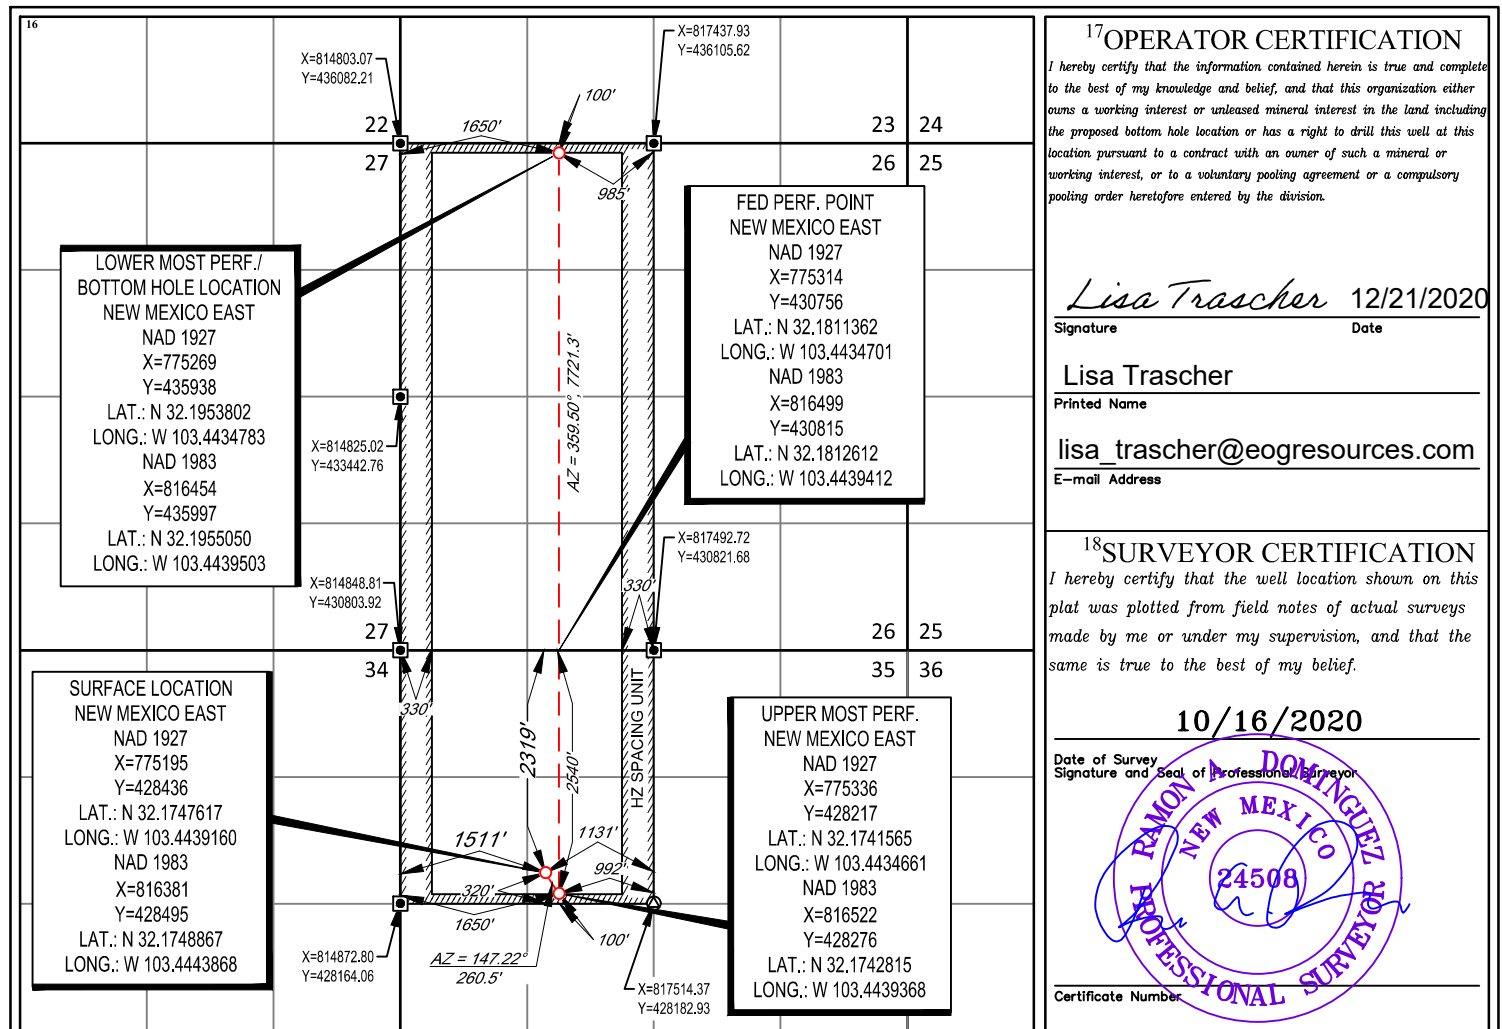 16
X=814803.07
Y=436082.21
X=817437.93
Y=436105.62
100'
1650'
22
23 24
27
26 25
985'
LOWER MOST PERF./
BOTTOM HOLE LOCATION
NEW MEXICO EAST
NAD 1927
X=775269
Y=435938
LAT.: N 32.1953802
LONG.: W 103.4434783
NAD 1983
X=816454
Y=435997
LAT.: N 32.1955050
LONG.: W 103.4439503
FED PERF. POINT
NEW MEXICO EAST
NAD 1927
X=775314
Y=430756
LAT.: N 32.1811362
LONG.: W 103.4434701
NAD 1983
X=816499
Y=430815
LAT.: N 32.1812612
LONG.: W 103.4439412
AZ = 359.50°, 7721.3'
X=814825.02
Y=433442.76
X=817492.72
Y=430821.68
X=814848.81
Y=430803.92
330'
27
26 25
34
35 36
330'
SURFACE LOCATION
NEW MEXICO EAST
NAD 1927
X=775195
Y=428436
LAT.: N 32.1747617
LONG.: W 103.4439160
NAD 1983
X=816381
Y=428495
LAT.: N 32.1748867
LONG.: W 103.4443868
2319'
2540'
HZ SPACING UNIT
UPPER MOST PERF.
NEW MEXICO EAST
NAD 1927
X=775336
Y=428217
LAT.: N 32.1741565
LONG.: W 103.4434661
NAD 1983
X=816522
Y=428276
LAT.: N 32.1742815
LONG.: W 103.4439368
1511'
1131'
992'
320'
1650'
100'
AZ = 147.22°
260.5'
X=814872.80
Y=428164.06
X=817514.37
Y=428182.93
17 OPERATOR CERTIFICATION
I hereby certify that the information contained herein is true and complete
to the best of my knowledge and belief, and that this organization either
owns a working interest or unleased mineral interest in the land including
the proposed bottom hole location or has a right to drill this well at this
location pursuant to a contract with an owner of such a mineral or
working interest, or to a voluntary pooling agreement or a compulsory
pooling order heretofore entered by the division.
Lisa Trascher 12/21/2020
Signature Date
Lisa Trascher
Printed Name
lisa_trascher@eogresources.com
E-mail Address
18 SURVEYOR CERTIFICATION
I hereby certify that the well location shown on this
plat was plotted from field notes of actual surveys
made by me or under my supervision, and that the
same is true to the best of my belief.
10/16/2020
Date of Survey
Signature and Seal of Professional Surveyor
RAMON A. DOMINGUEZ
NEW MEXICO
24508
PROFESSIONAL SURVEYOR
Certificate Number